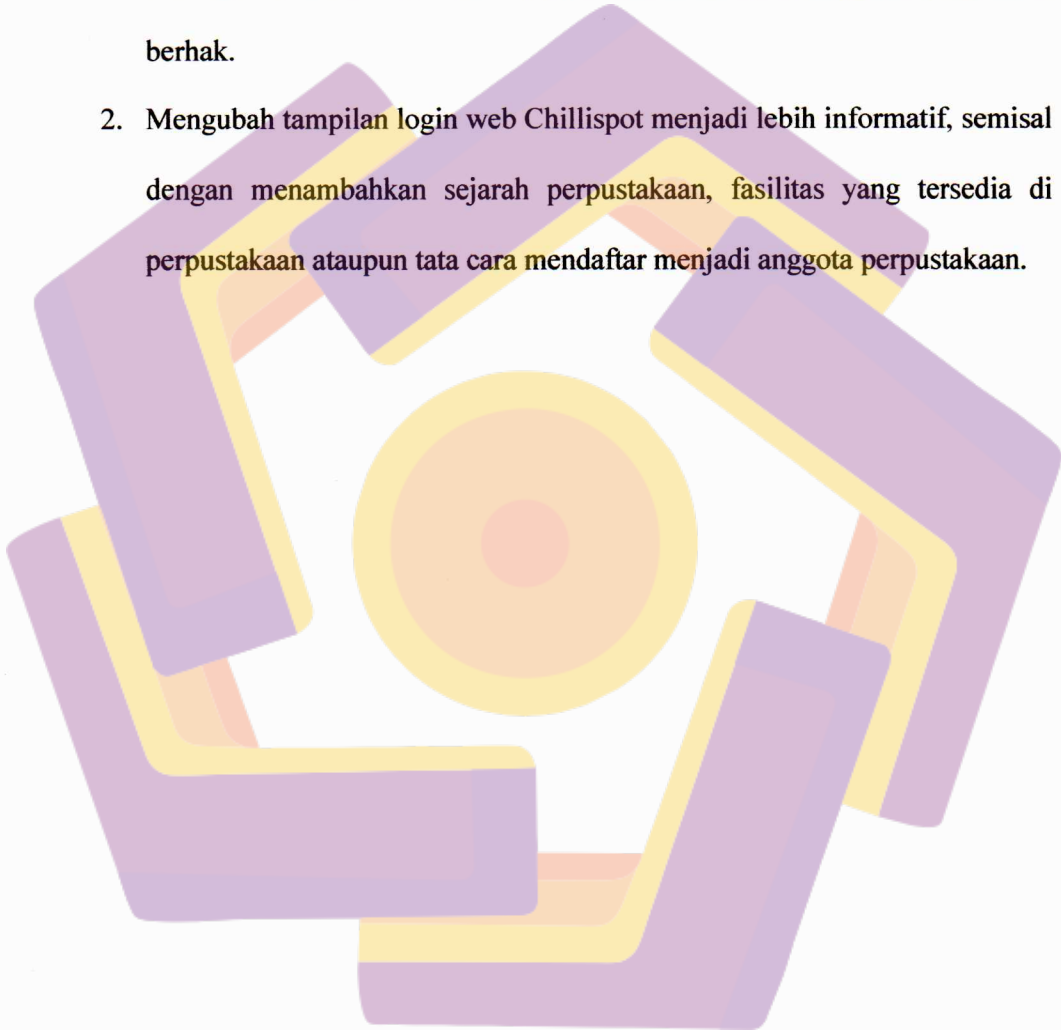 berhak.
2. Mengubah tampilan login web Chillispot menjadi lebih informatif, semisal
dengan menambahkan sejarah perpustakaan, fasilitas yang tersedia di
perpustakaan ataupun tata cara mendaftar menjadi anggota perpustakaan.